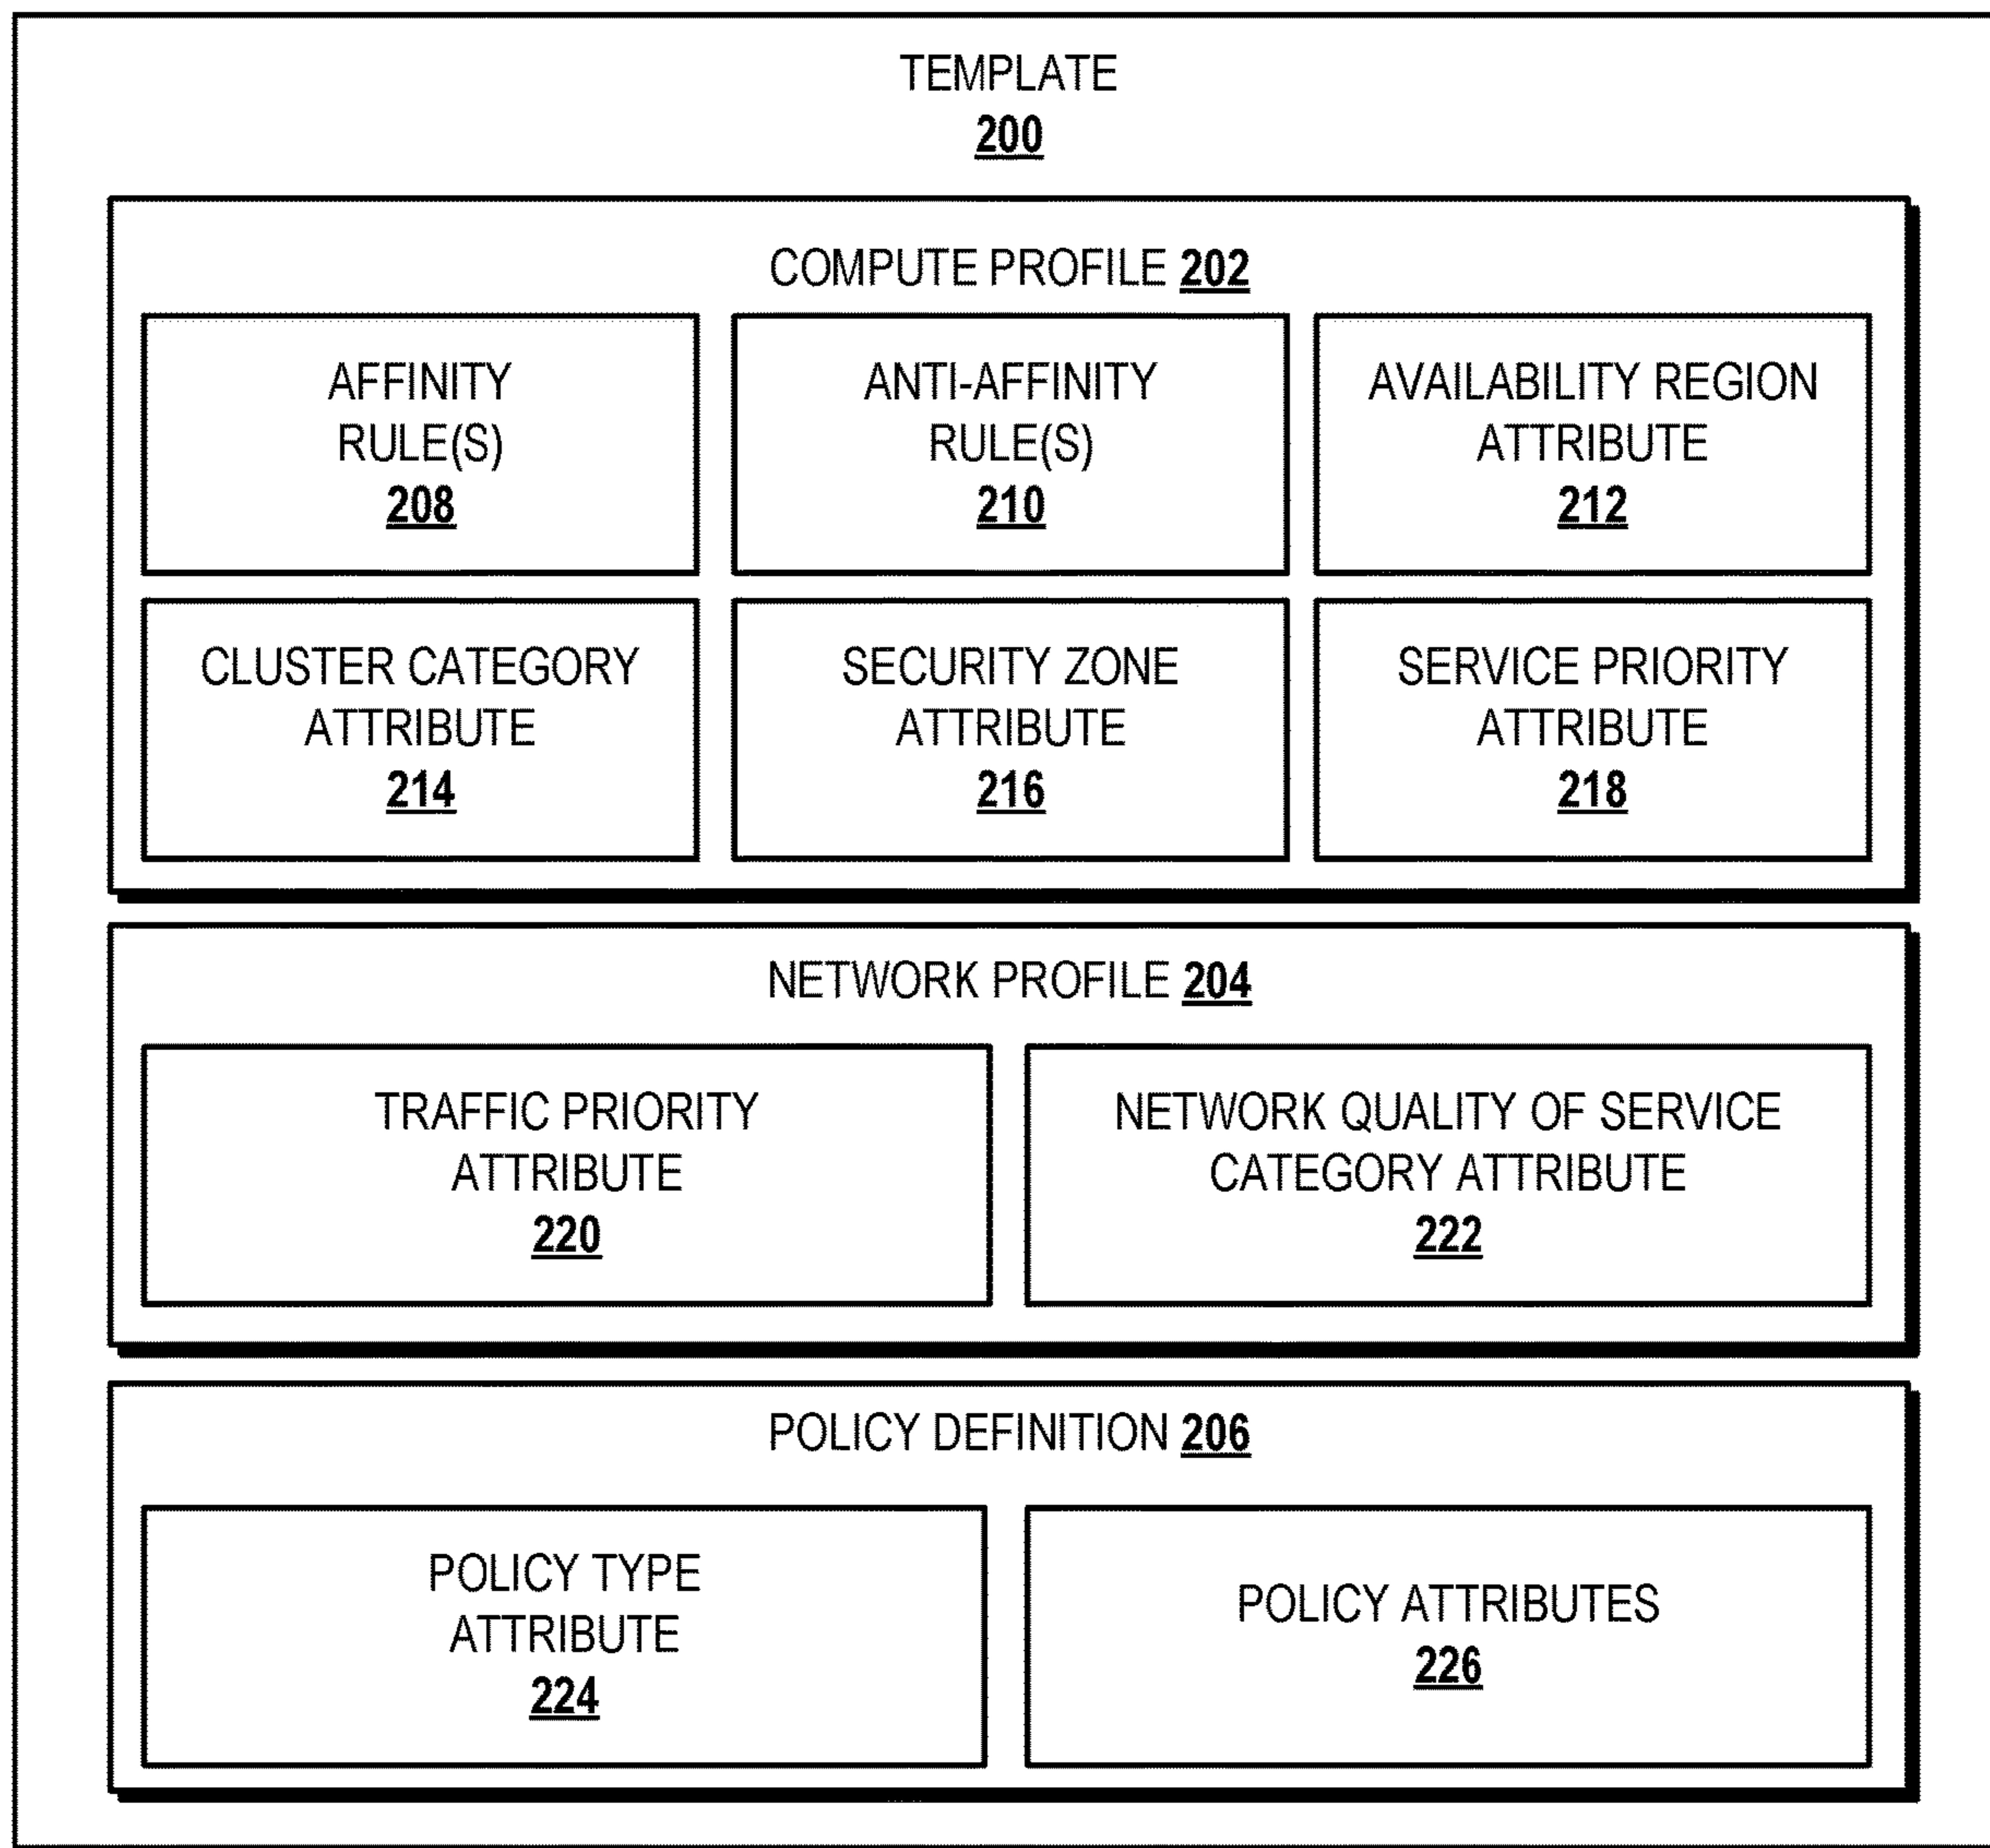 TEMPLATE
200
COMPUTE PROFILE 202
AFFINITY
RULE(S)
208
ANTI-AFFINITY
RULE(S)
210
AVAILABILITY REGION
ATTRIBUTE
212
CLUSTER CATEGORY
ATTRIBUTE
214
SECURITY ZONE
ATTRIBUTE
216
SERVICE PRIORITY
ATTRIBUTE
218
NETWORK PROFILE 204
TRAFFIC PRIORITY
ATTRIBUTE
220
NETWORK QUALITY OF SERVICE
CATEGORY ATTRIBUTE
222
POLICY DEFINITION 206
POLICY TYPE
ATTRIBUTE
224
POLICY ATTRIBUTES
226